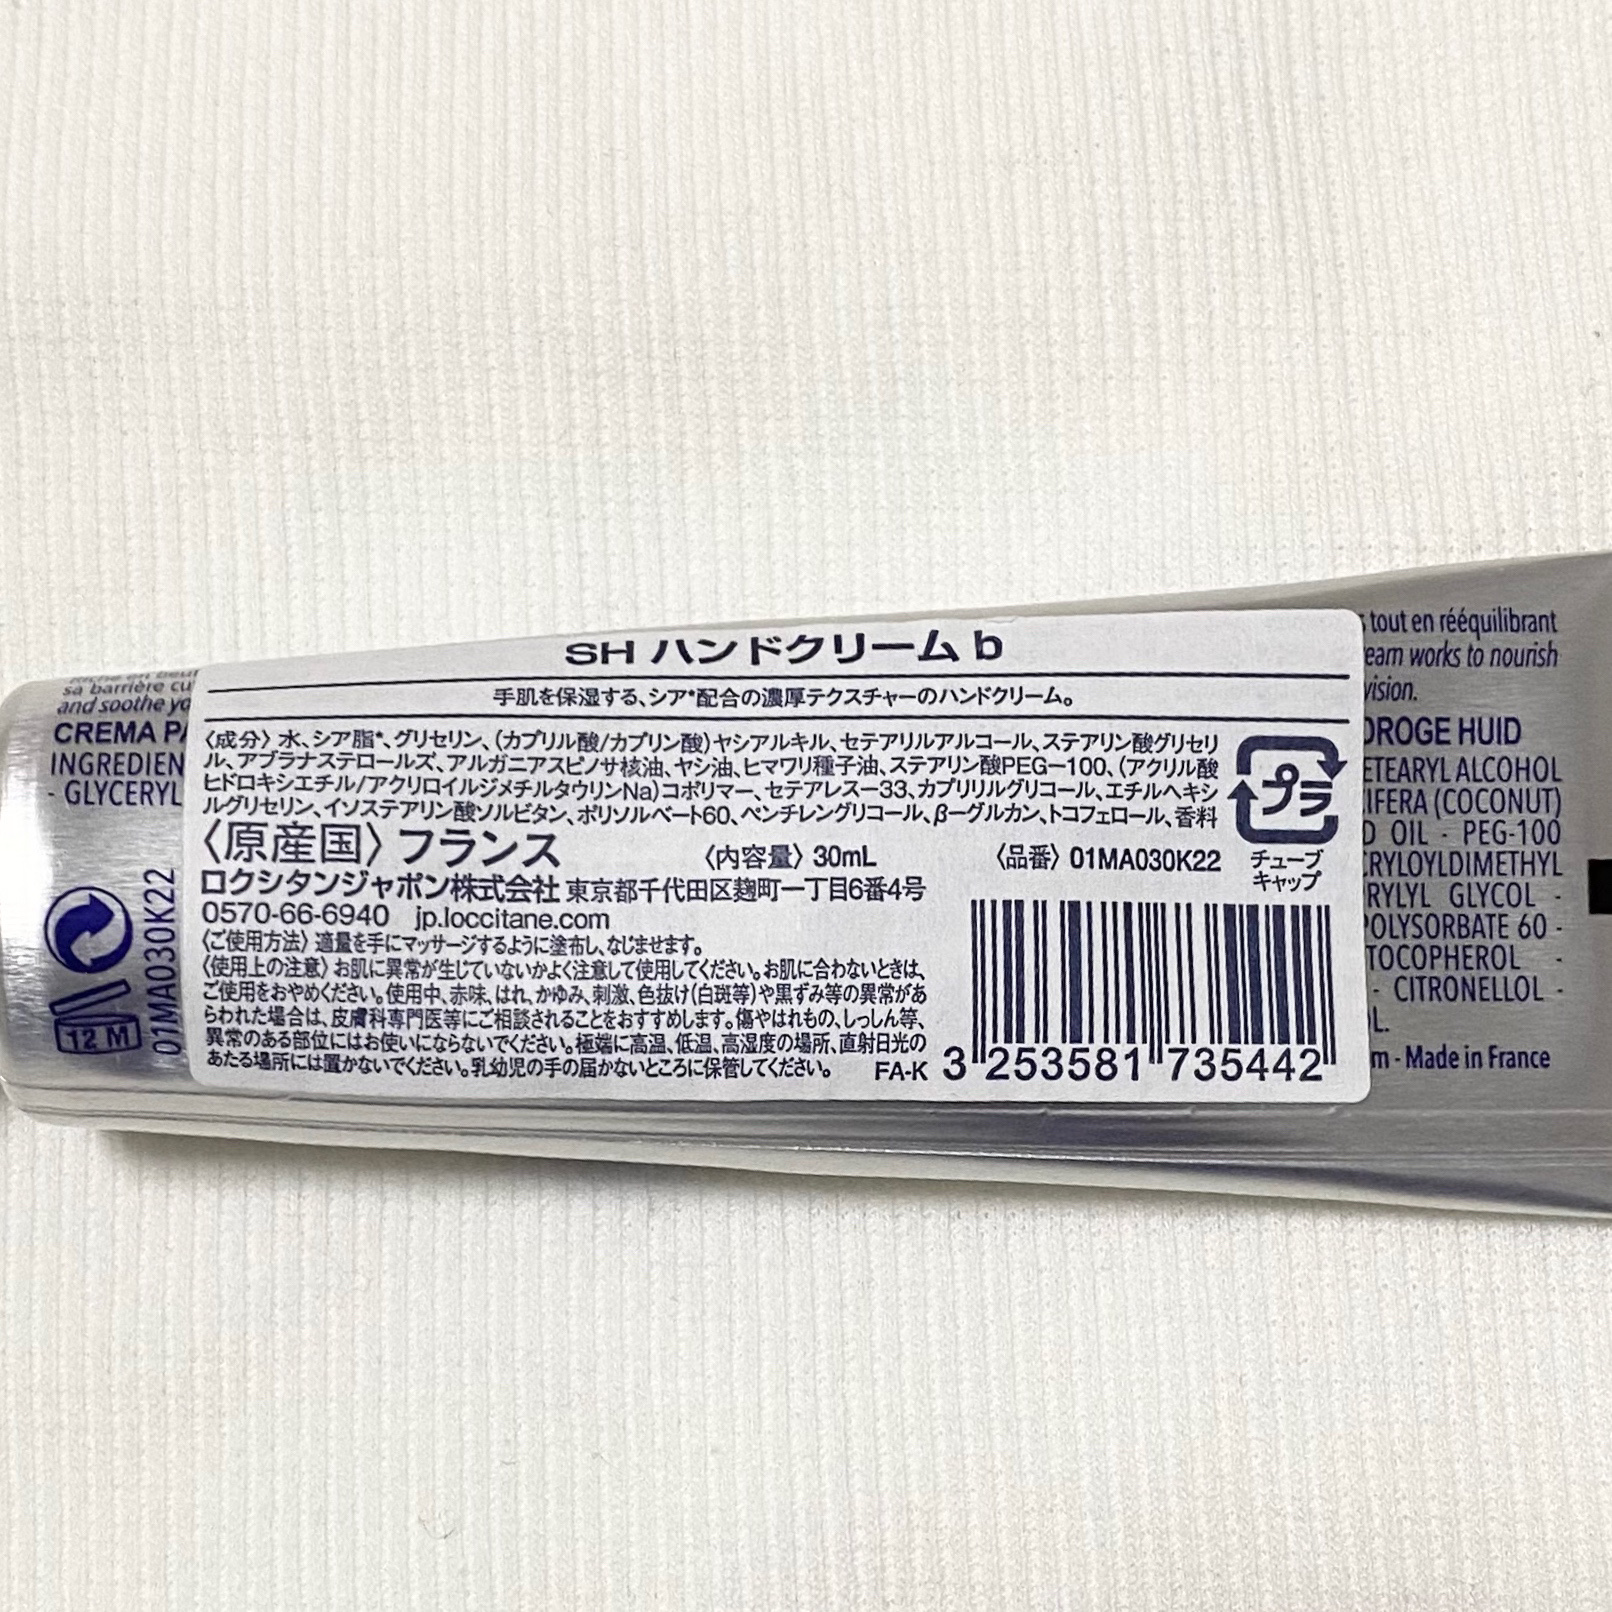 SH ハンドクリーム b
手肌を保湿する、シア*配合の濃厚テクスチャーのハンドクリーム。
〈成分〉水、シア脂*、グリセリン、(カプリル酸/カプリン酸)ヤシアルキル、セテアリルアルコール、ステアリン酸グリセリ
ル、アブラナステロールズ、アルガニアスピノサ核油、ヤシ油、ヒマワリ種子油、ステアリン酸PEG-100、(アクリル酸
ヒドロキシエチル/アクリロイルジメチルタウリンNa)コポリマー、セテアレス-33、カプリリルグリコール、エチルヘキシ
ルグリセリン、イソステアリン酸ソルビタン、ポリソルベート60、ペンチレングリコール、β-グルカン、トコフェロール、香料
〈原産国〉フランス 〈内容量〉30mL 〈品番〉01MA030K22
プラ
チューブ
キャップ
ロクシタンジャポン株式会社 東京都千代田区麹町一丁目6番4号
0570-66-6940 jp.loccitane.com
〈ご使用方法〉適量を手にマッサージするように塗布し、なじませます。
〈使用上の注意〉お肌に異常が生じていないかよく注意して使用してください。お肌に合わないときは、
ご使用をおやめください。使用中、赤味、はれ、かゆみ、刺激、色抜け(白斑等)や黒ずみ等の異常があ
らわれた場合は、皮膚科専門医等にご相談されることをおすすめします。傷やはれもの、しっしん等、
異常のある部位にはお使いにならないでください。極端に高温、低温、高湿度の場所、直射日光の
あたる場所には置かないでください。乳幼児の手の届かないところに保管してください。 FA-K
3 253581 735442
sa barrière cu
and soothe yo
CREMA PA
INGREDIEN
- GLYCERYL
12 M
01MA030K22
tout en rééquilibrant
eam works to nourish
vision.
DROGE HUID
ETEARYL ALCOHOL
IFERA (COCONUT)
D OIL - PEG-100
CRYLOYLDIMETHYL
RYLYL GLYCOL -
POLYSORBATE 60 -
TOCOPHEROL -
- CITRONELLOL -
L.
m - Made in France